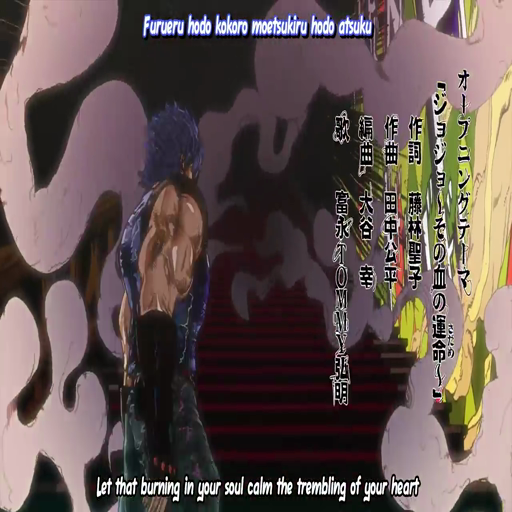 Furueru hodo kokoro moetsukiru hodo atsuku
オープニングテーマ
「ジョジョ～その血の運命～」
さだめ
作詞 藤林聖子
作曲 田中公平
編曲 大谷 幸
歌 富永TOMMY弘明
Let that burning in your soul calm the trembling of your heart